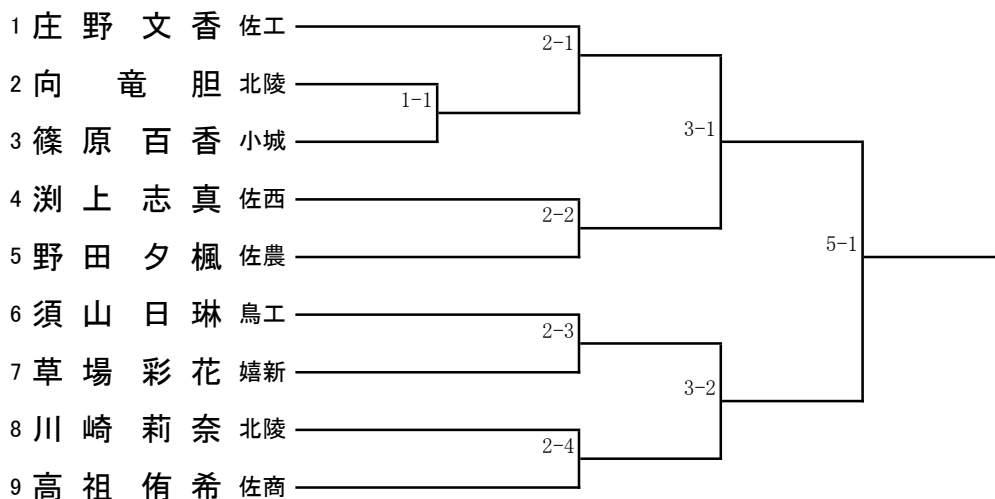 1 庄野文香 佐工
2-1
2 向竜胆 北陵
1-1
3 篠原百香 小城
3-1
4 渕上志真 佐西
2-2
5 野田夕楓 佐農
5-1
6 須山日琳 鳥工
2-3
7 草場彩花 嬉新
3-2
8 川崎莉奈 北陵
2-4
9 高祖侑希 佐商